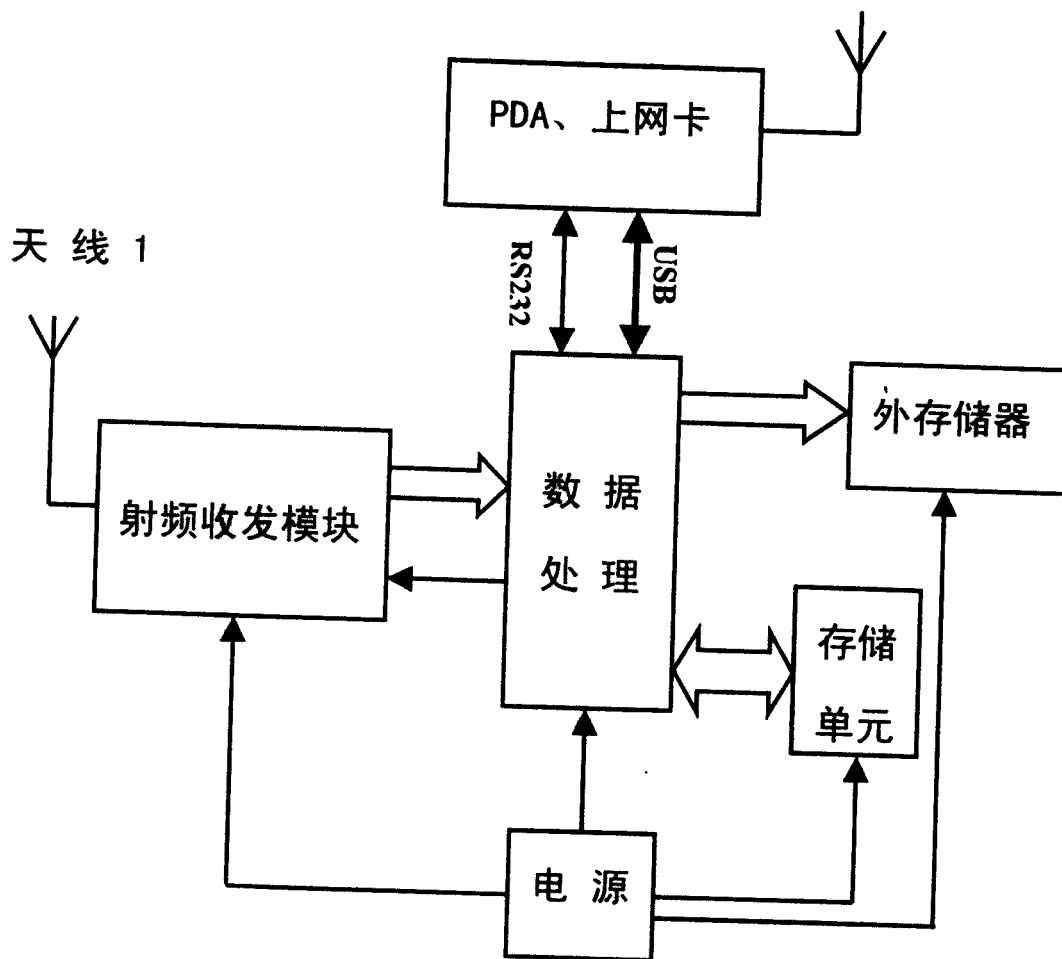 PDA、上网卡
天 线 1
RS232
USB
外存储器
射频收发模块
数 据
处 理
存储
单元
电 源